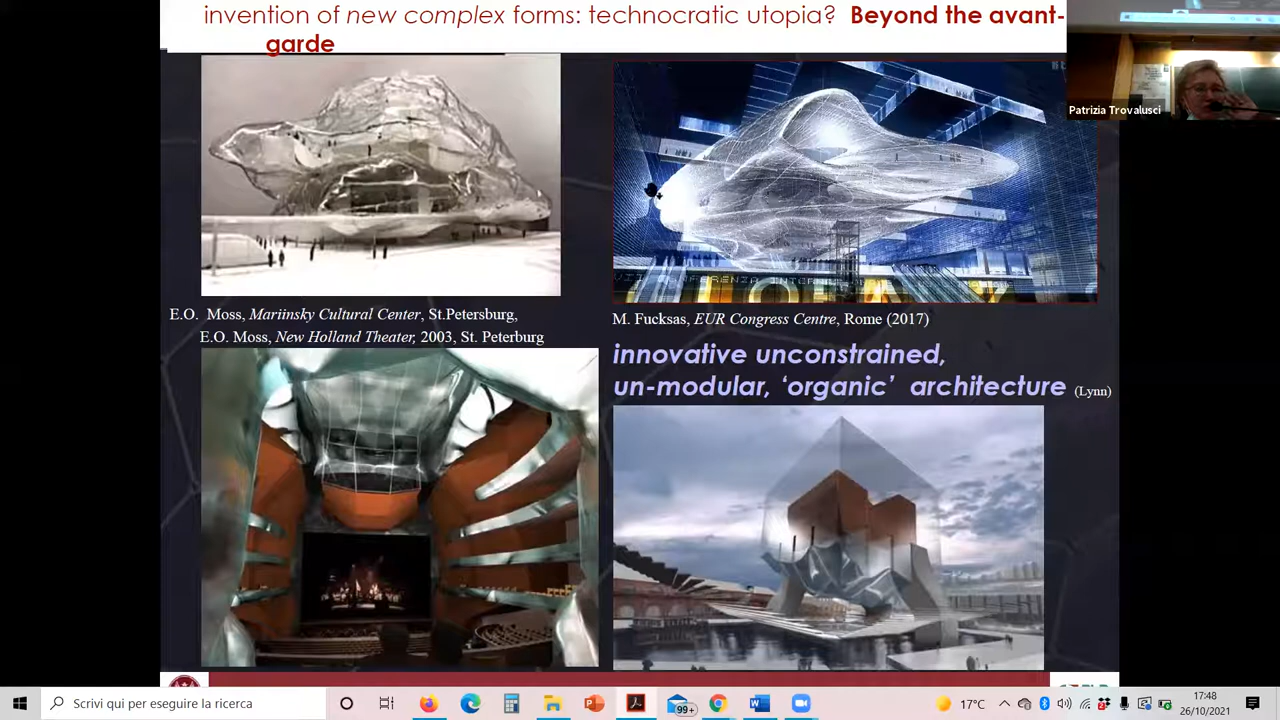 invention of new complex forms: technocratic utopia? Beyond the avant-
garde
Patrizia Trovalusci
E.O. Moss, Mariinsky Cultural Center, St.Petersburg,
E.O. Moss, New Holland Theater, 2003, St. Peterburg
M. Fucksas, EUR Congress Centre, Rome (2017)
innovative unconstrained,
un-modular, ‘organic’ architecture (Lynn)
Scrivi qui per eseguire la ricerca
99+
17°C
17:48
26/10/2021